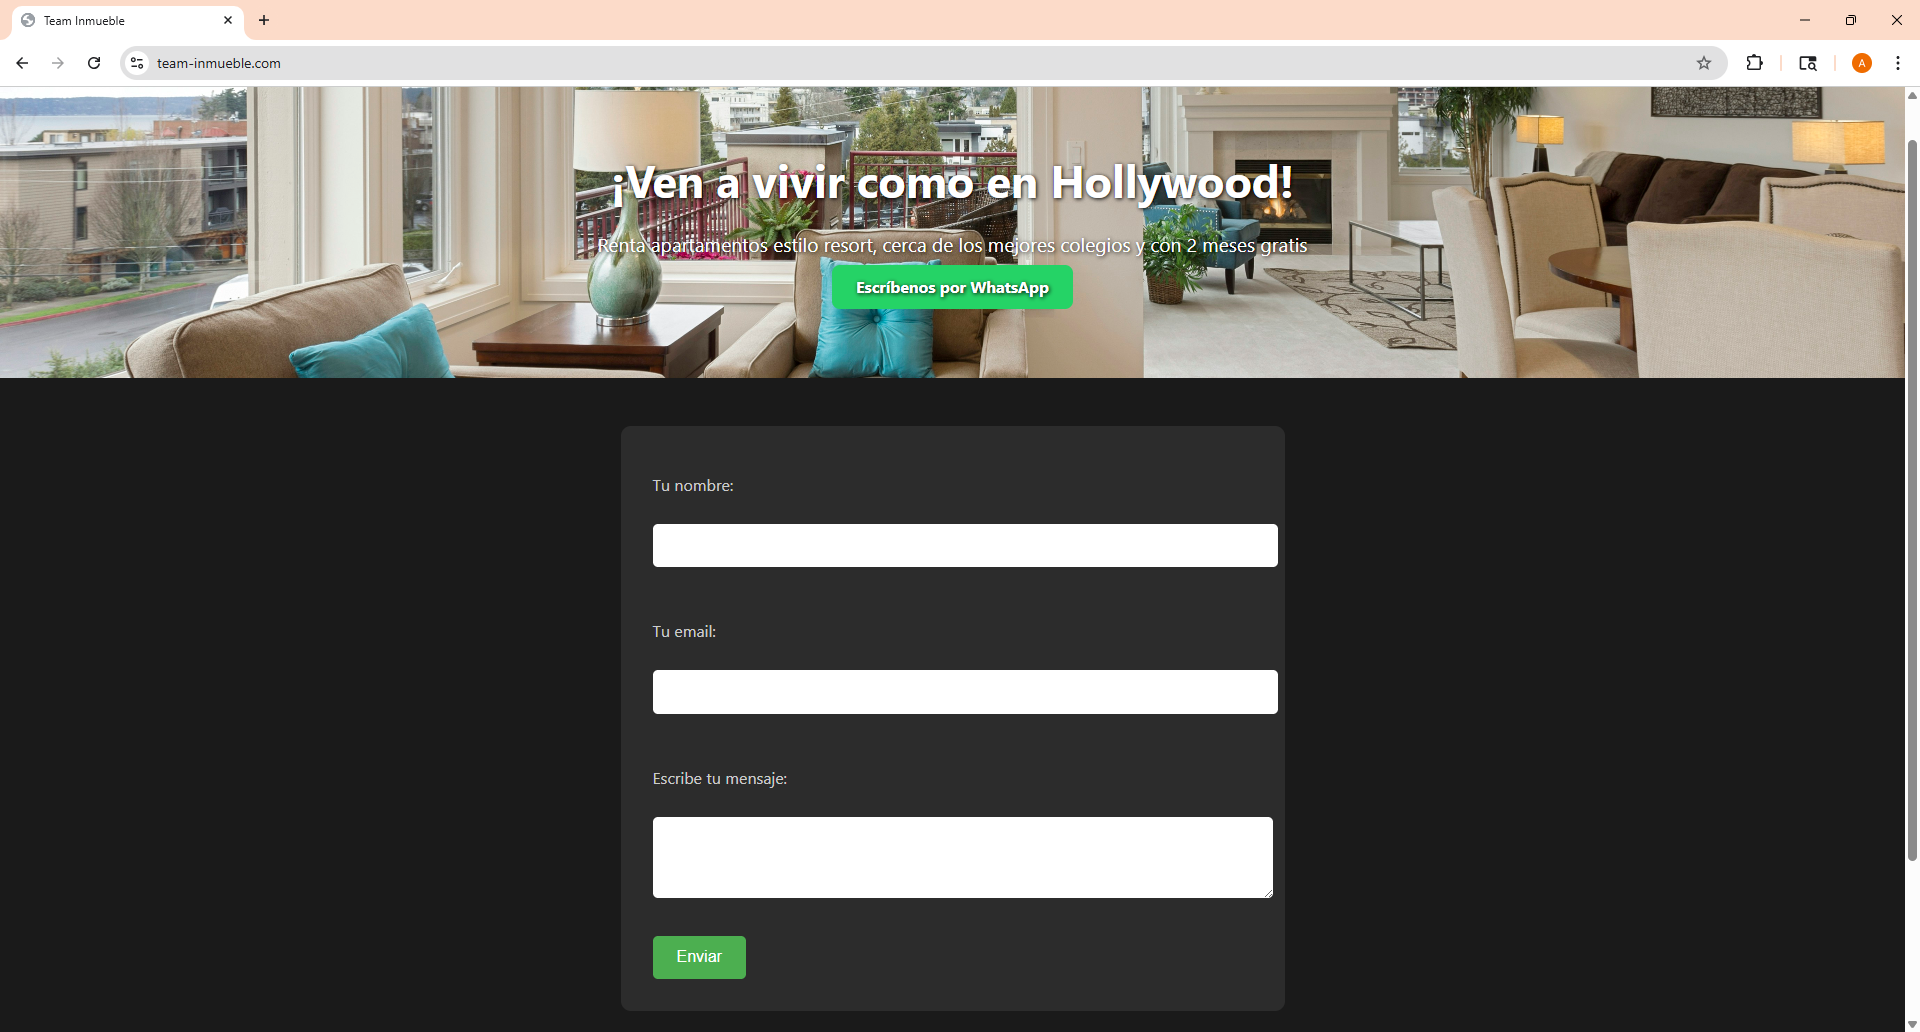 Team Inmueble
team-inmueble.com
A
¡Ven a vivir como en Hollywood!
Renta apartamentos estilo resort, cerca de los mejores colegios y con 2 meses gratis
Escríbenos por WhatsApp
Tu nombre:
Tu email:
Escribe tu mensaje:
Enviar